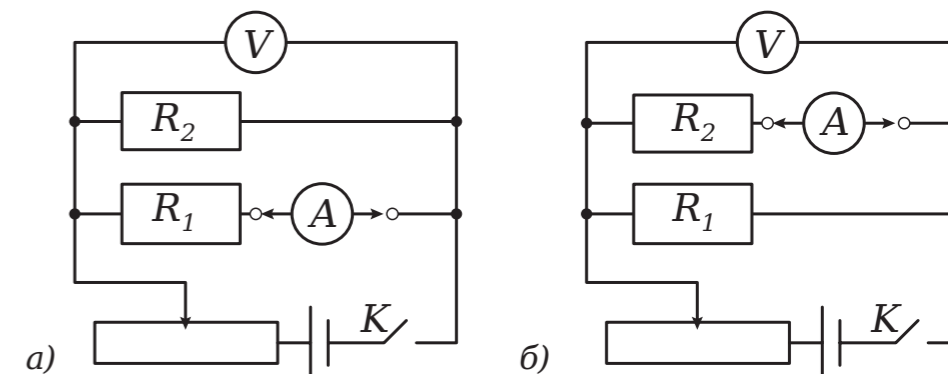 V V
R2 R2 A
R1 A R1
K K
а) б)